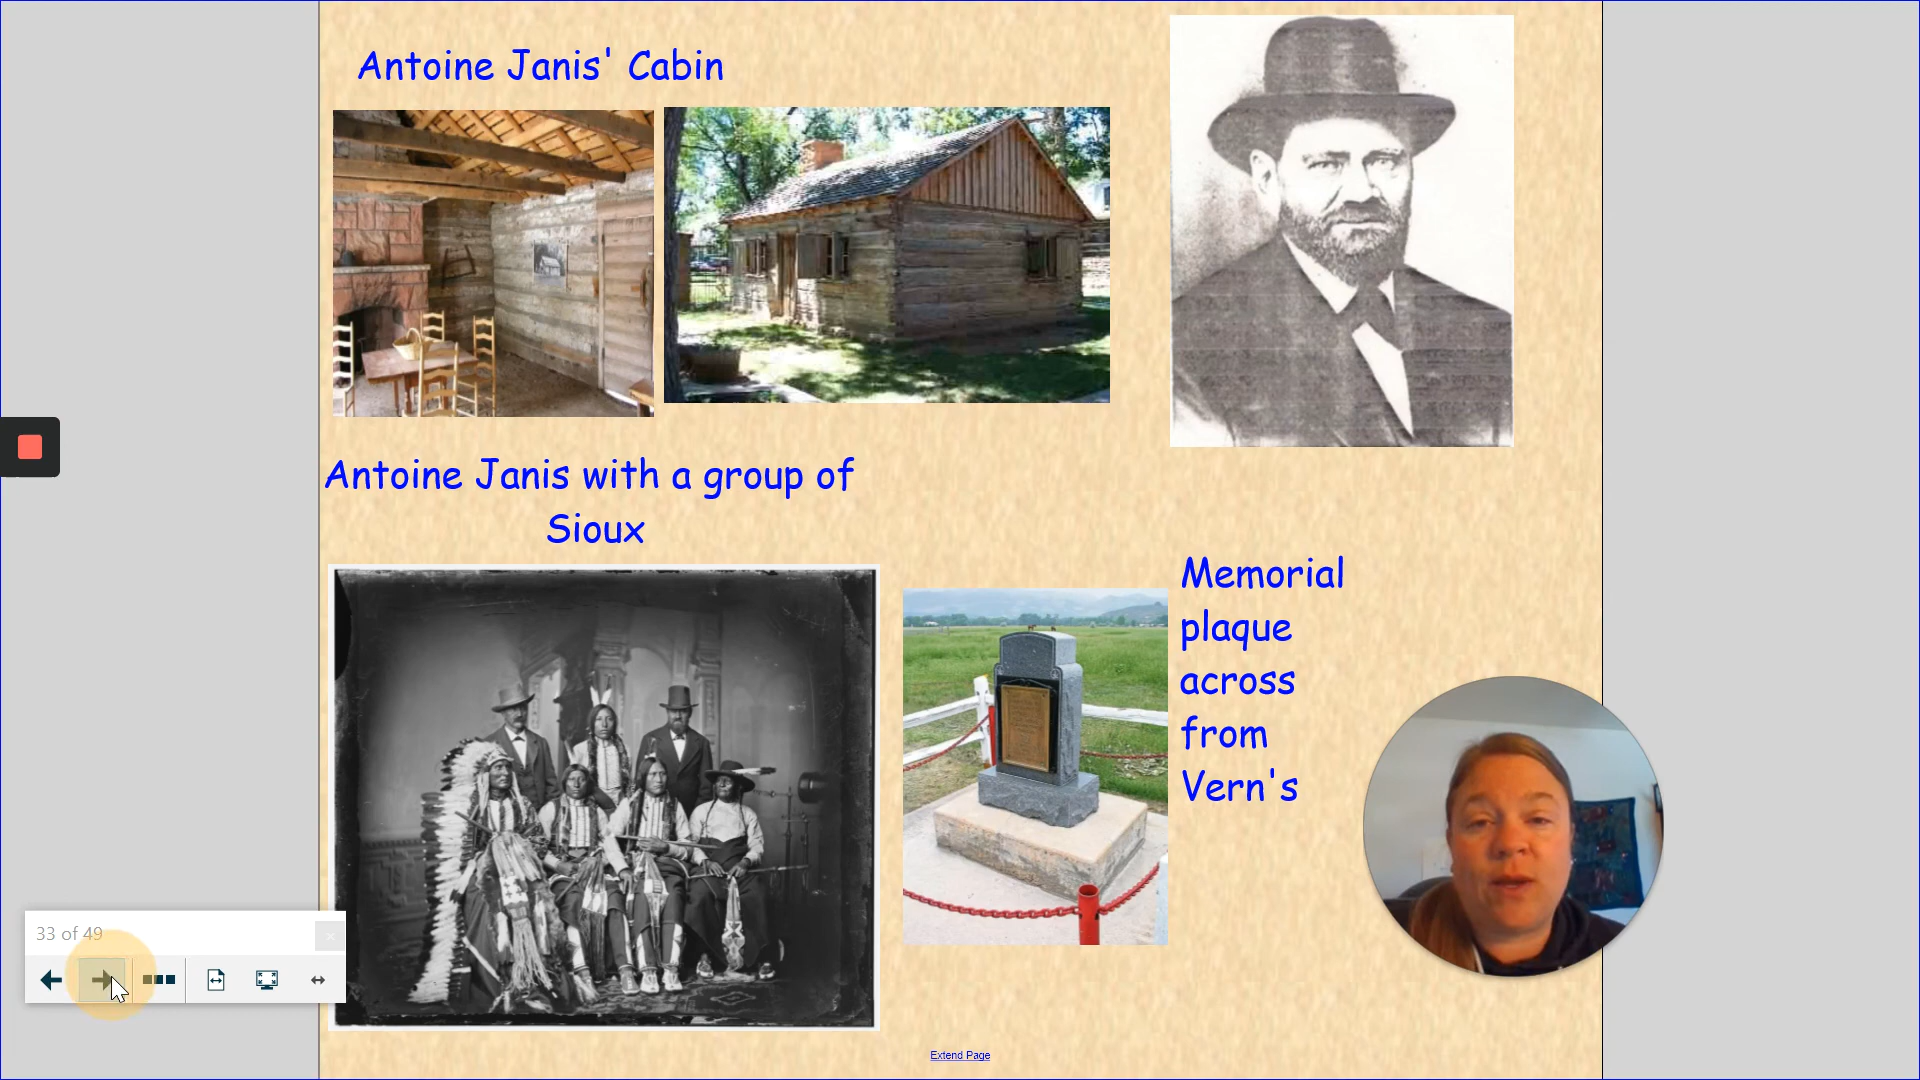 Antoine Janis' Cabin
Antoine Janis with a group of
Sioux
Memorial
plaque
across
from
Vern's
33 of 49
Extend Page